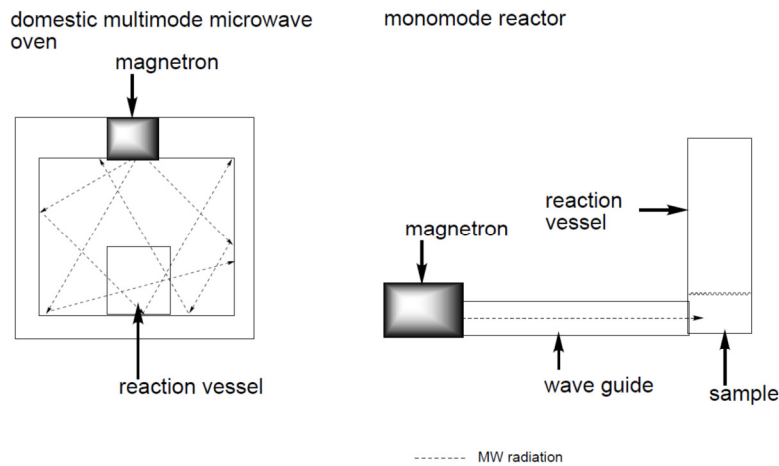 domestic multimode microwave
oven
magnetron
reaction vessel
monomode reactor
magnetron
reaction
vessel
wave guide
sample
MW radiation